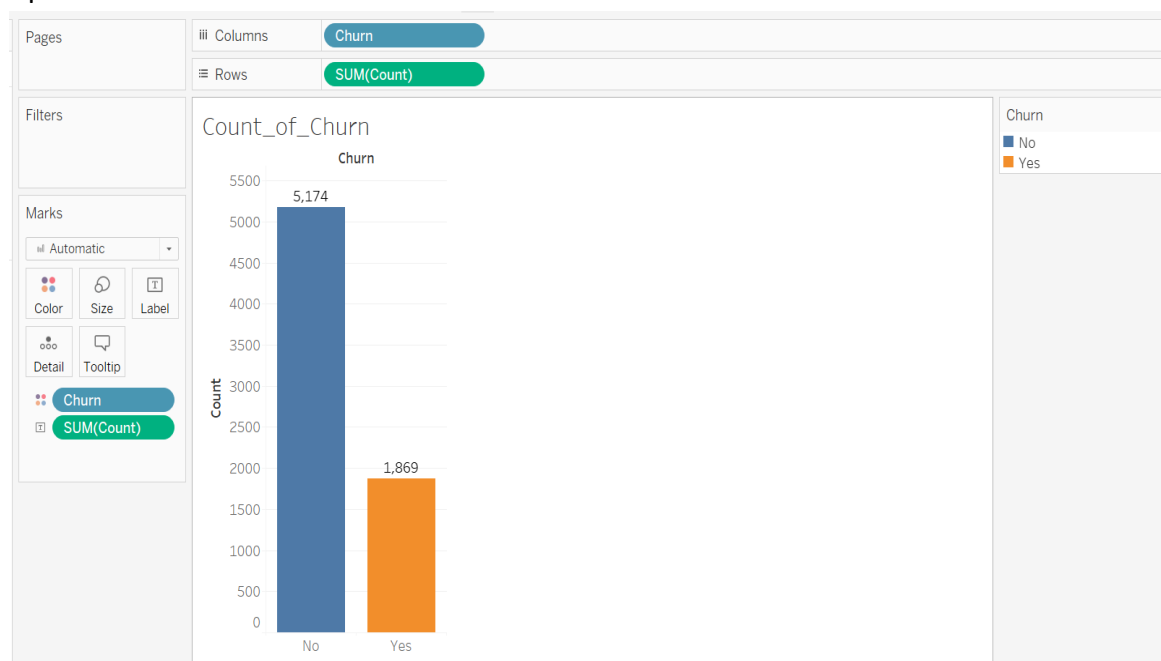 Pages
Columns
Churn
Rows
SUM(Count)
Filters
Marks
Automatic
Color
Size
Label
Detail
Tooltip
Churn
SUM(Count)
Count_of_Churn
Churn
5500
5000
4500
4000
3500
3000
2500
2000
1500
1000
500
0
Count
5,174
1,869
No
Yes
Churn
No
Yes